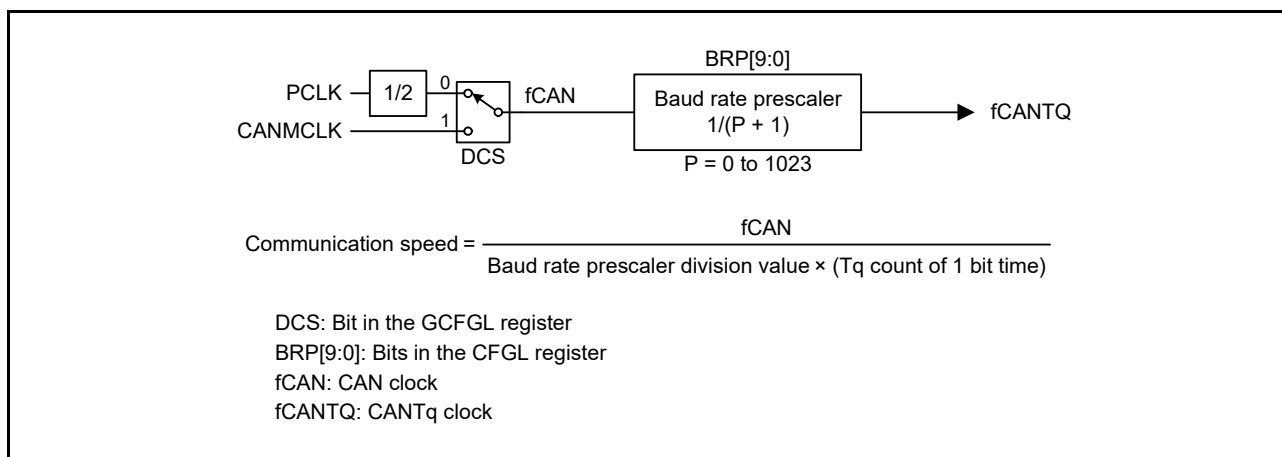 BRP[9:0]
PCLK
1/2
0
fCAN
Baud rate prescaler
1/(P + 1)
fCANTQ
CANMCLK
1
DCS
P = 0 to 1023
Communication speed = fCAN
Baud rate prescaler division value × (Tq count of 1 bit time)
DCS: Bit in the GCFGL register
BRP[9:0]: Bits in the CFGL register
fCAN: CAN clock
fCANTQ: CANTq clock